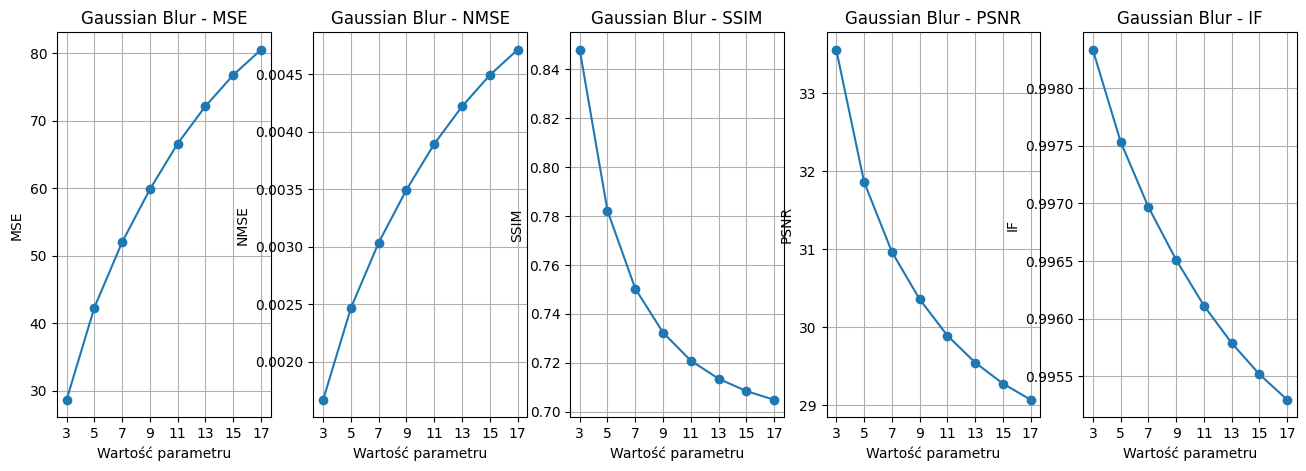 Gaussian Blur - MSE
MSE
80
70
60
50
40
30
3 5 7 9 11 13 15 17
Wartość parametru
Gaussian Blur - NMSE
NMSE
0.0045
0.0040
0.0035
0.0030
0.0025
0.0020
3 5 7 9 11 13 15 17
Wartość parametru
Gaussian Blur - SSIM
SSIM
0.84
0.82
0.80
0.78
0.76
0.74
0.72
0.70
3 5 7 9 11 13 15 17
Wartość parametru
Gaussian Blur - PSNR
PSNR
33
32
31
30
29
3 5 7 9 11 13 15 17
Wartość parametru
Gaussian Blur - IF
IF
0.9980
0.9975
0.9970
0.9965
0.9960
0.9955
3 5 7 9 11 13 15 17
Wartość parametru